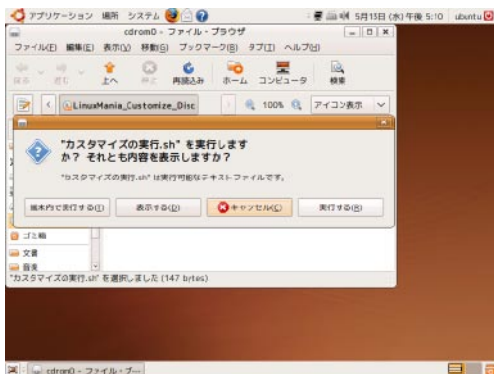 アプリケーション 場所 システム
5月15日 (水) 午後 5:10 ubuntu
cdrom0 - ファイル・ブラウザ
ファイル(F) 編集(E) 表示(V) 移動(G) ブックマーク(B) タブ(T) ヘルプ(H)
戻る 進む 上へ 中止 再読込み ホーム コンピュータ 検索
LinuxMania_Customize_Disc 100% アイコン表示
"カスタマイズの実行.sh" を実行します
か? それとも内容を表示しますか?
"カスタマイズの実行.sh" は実行可能なテキストファイルです。
端末内で実行する(T) 表示する(D) キャンセル(C) 実行する(R)
ゴミ箱
文書
音楽
"カスタマイズの実行.sh" を選択しました (147 bytes)
cdrom0 - ファイル・ブ...